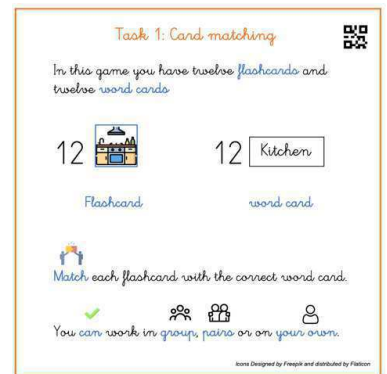 Task 1: Card matching
In this game you have twelve flashcards and
twelve word cards
12
12 Kitchen
Flashcard word card
Match each flashcard with the correct word card.
You can work in group, pairs or on your own.
Icons Designed by Freepik and distributed by Flaticon